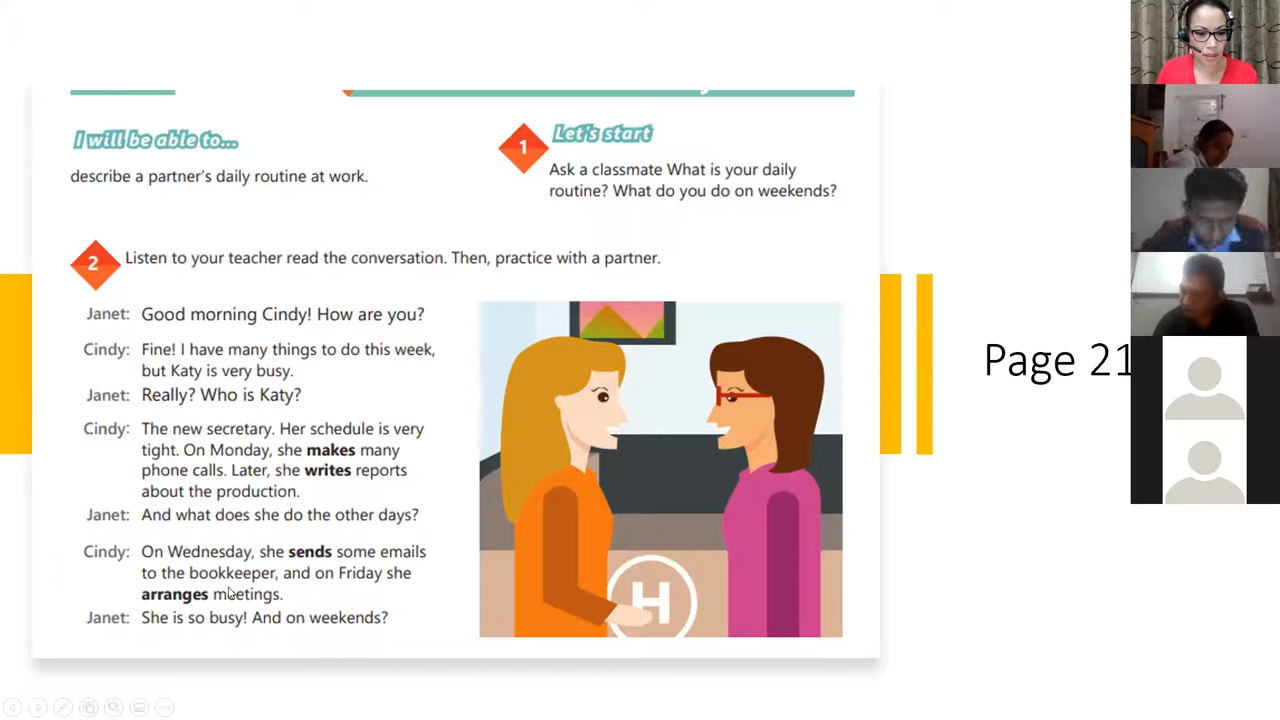 I will be able to...
describe a partner's daily routine at work.
1
Let's start
Ask a classmate What is your daily
routine? What do you do on weekends?
2
Listen to your teacher read the conversation. Then, practice with a partner.
Janet: Good morning Cindy! How are you?
Cindy: Fine! I have many things to do this week,
but Katy is very busy.
Janet: Really? Who is Katy?
Cindy: The new secretary. Her schedule is very
tight. On Monday, she makes many
phone calls. Later, she writes reports
about the production.
Janet: And what does she do the other days?
Cindy: On Wednesday, she sends some emails
to the bookkeeper, and on Friday she
arranges meetings.
Janet: She is so busy! And on weekends?
H
Page 21